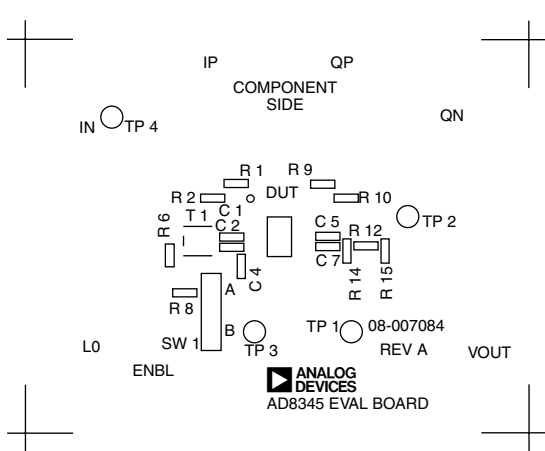 IP
QP
COMPONENT
SIDE
QN
IN
TP 4
R 1
R 9
R 2
DUT
R 10
T 1
C 1
R 6
C 2
C 5
TP 2
R 12
C 7
C 4
R 14
R 15
A
R 8
B
TP 1
08-007084
SW 1
TP 3
REV A
L0
VOUT
ENBL
ANALOG
DEVICES
AD8345 EVAL BOARD